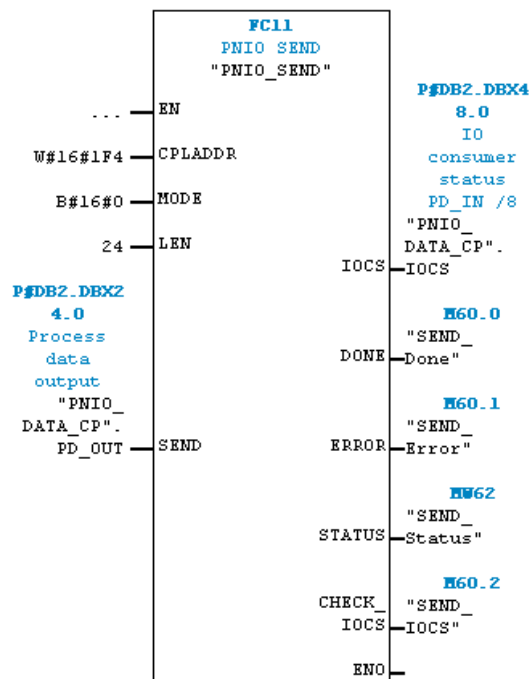 FC11
PNIO SEND
"PNIO_SEND"
... EN
W#16#1F4 CPLADDR
B#16#0 MODE
24 LEN
P#DB2.DBX2
4.0
Process
data
output
"PNIO_
DATA_CP".
PD_OUT SEND
P#DB2.DBX4
8.0
IO
consumer
status
PD_IN /8
"PNIO_
DATA_CP".
IOCS IOCS
M60.0
"SEND_
DONE Done"
M60.1
"SEND_
ERROR Error"
MW62
"SEND_
STATUS Status"
M60.2
CHECK_ "SEND_
IOCS IOCS"
ENO